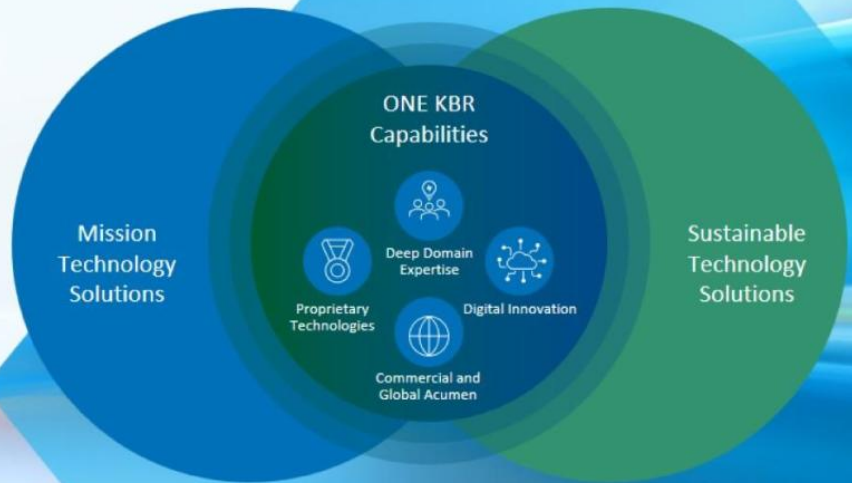 ONE KBR
Capabilities
Mission
Technology
Solutions
Deep Domain
Expertise
Proprietary
Technologies
Digital Innovation
Commercial and
Global Acumen
Sustainable
Technology
Solutions